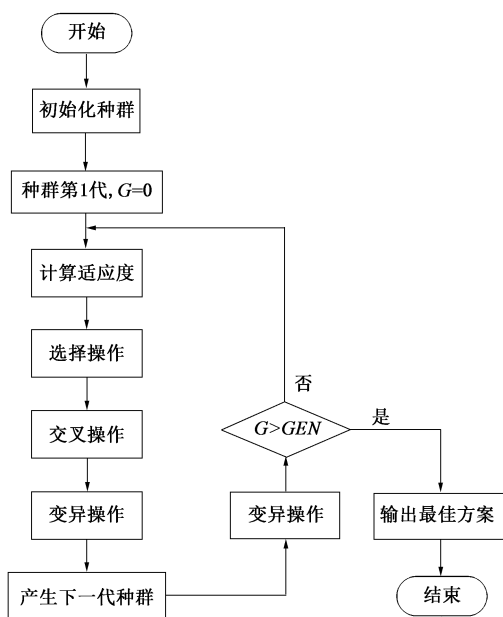 开始
初始化种群
种群第1代,G=0
计算适应度
选择操作
交叉操作
变异操作
产生下一代种群
变异操作
G>GEN
否
是
输出最佳方案
结束